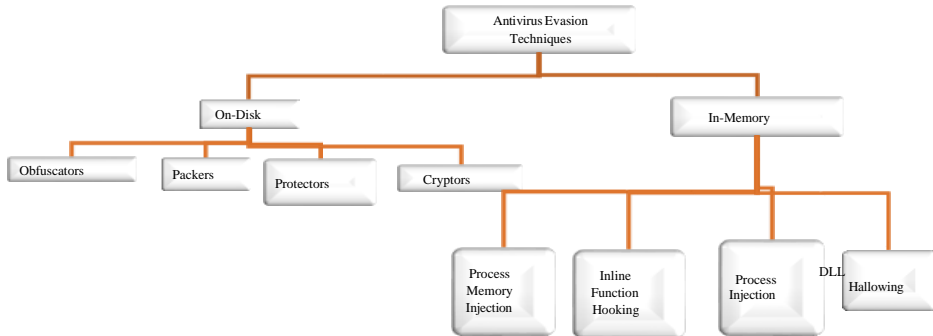 Antivirus Evasion
Techniques
On-Disk
In-Memory
Obfuscators
Packers
Protectors
Cryptors
Process
Memory
Injection
Inline
Function
Hooking
Process
Injection
DLL
Hallowing